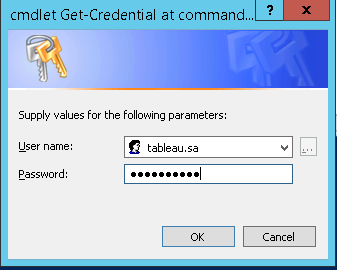 cmdlet Get-Credential at command...
?
x
Supply values for the following parameters:
User name:
tableau.sa
...
Password:
••••••••••
OK
Cancel